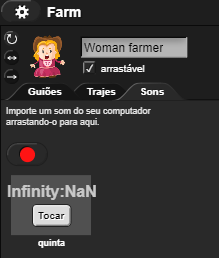 Farm
Woman farmer
arrastável
Guiões Trajes Sons
Importe um som do seu computador
arrastando-o para aqui.
Infinity:NaN
Tocar
quinta